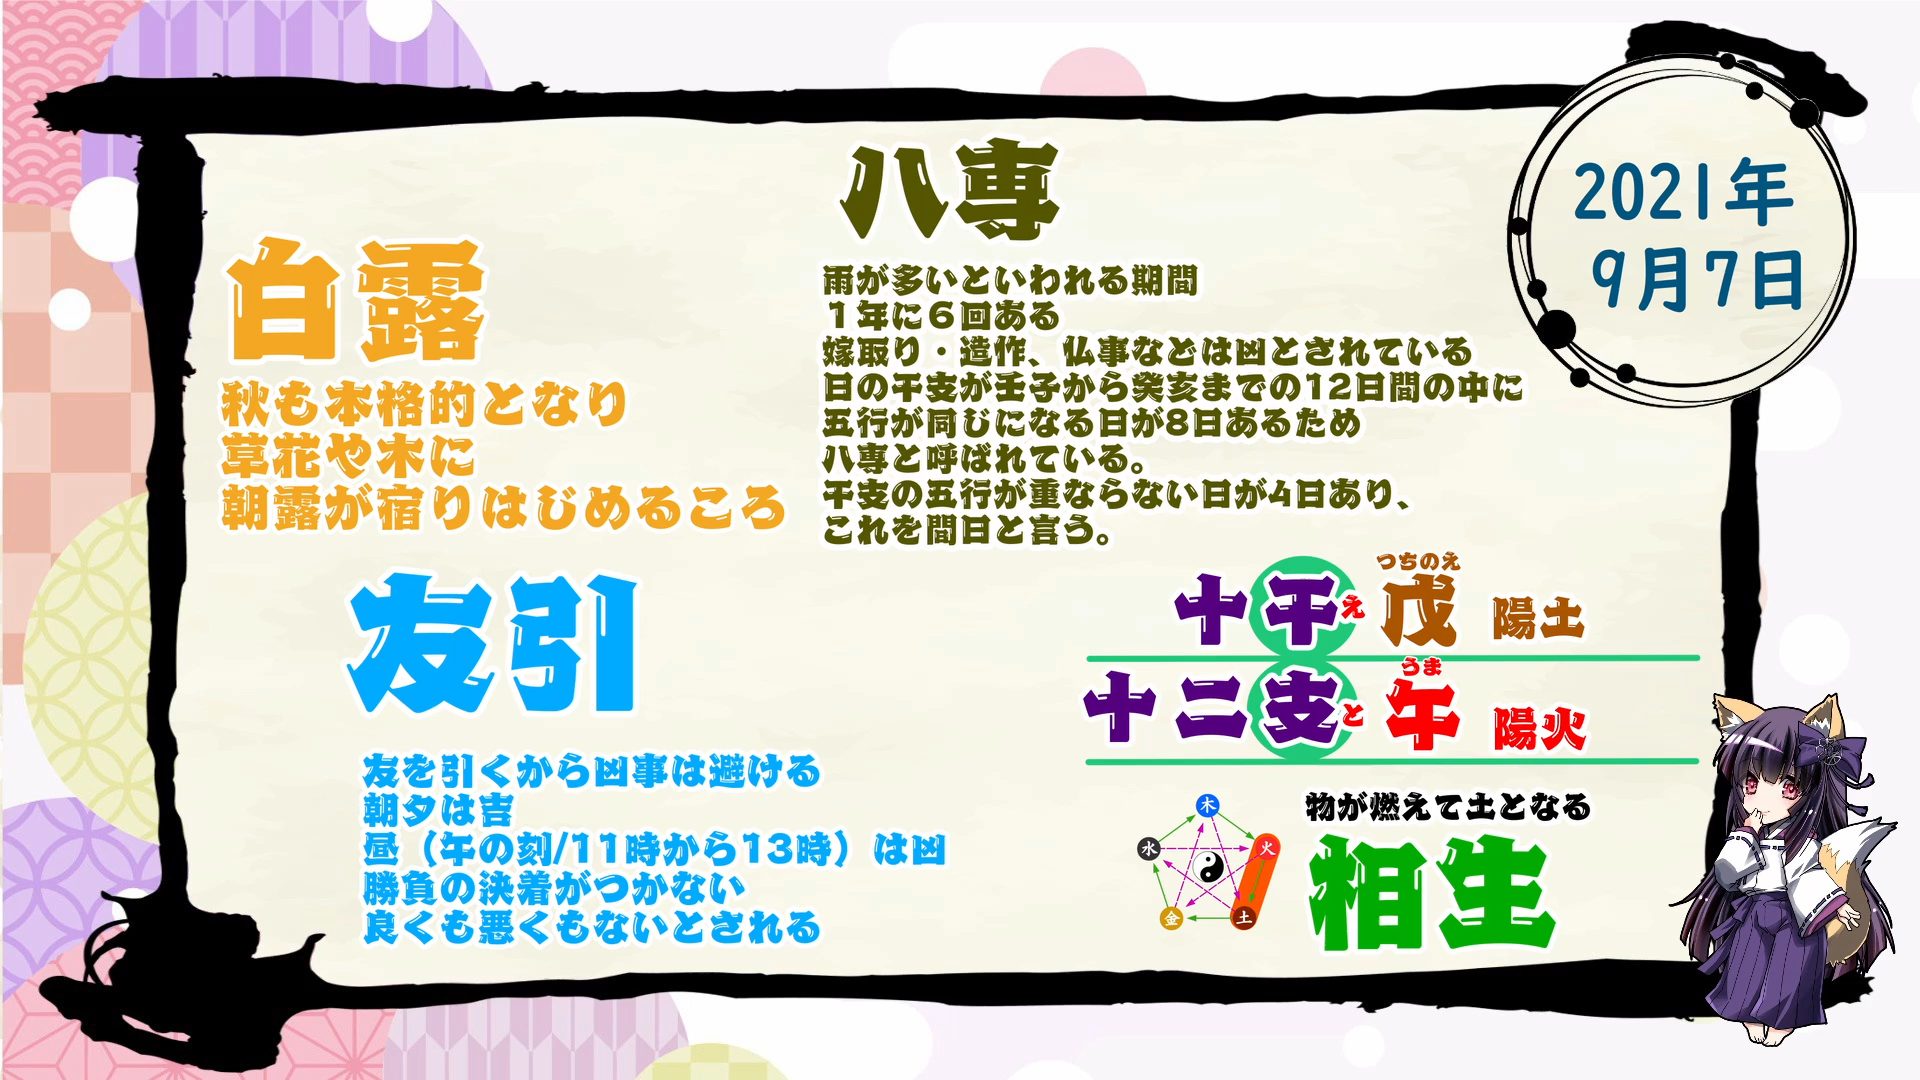 2021年
9月7日
八専
雨が多いといわれる期間
１年に６回ある
嫁取り・造作、仏事などは凶とされている
日の干支が壬子から癸亥までの12日間の中に
五行が同じになる日が8日あるため
八専と呼ばれている。
干支の五行が重ならない日が4日あり、
これを間日と言う。
白露
秋も本格的となり
草花や木に
朝露が宿りはじめるころ
友引
友を引くから凶事は避ける
朝夕は吉
昼（午の刻/11時から13時）は凶
勝負の決着がつかない
良くも悪くもないとされる
つちのえ
十干え 戊 陽土
うま
十二支と 午 陽火
物が燃えて土となる
相生
木
火
土
金
水